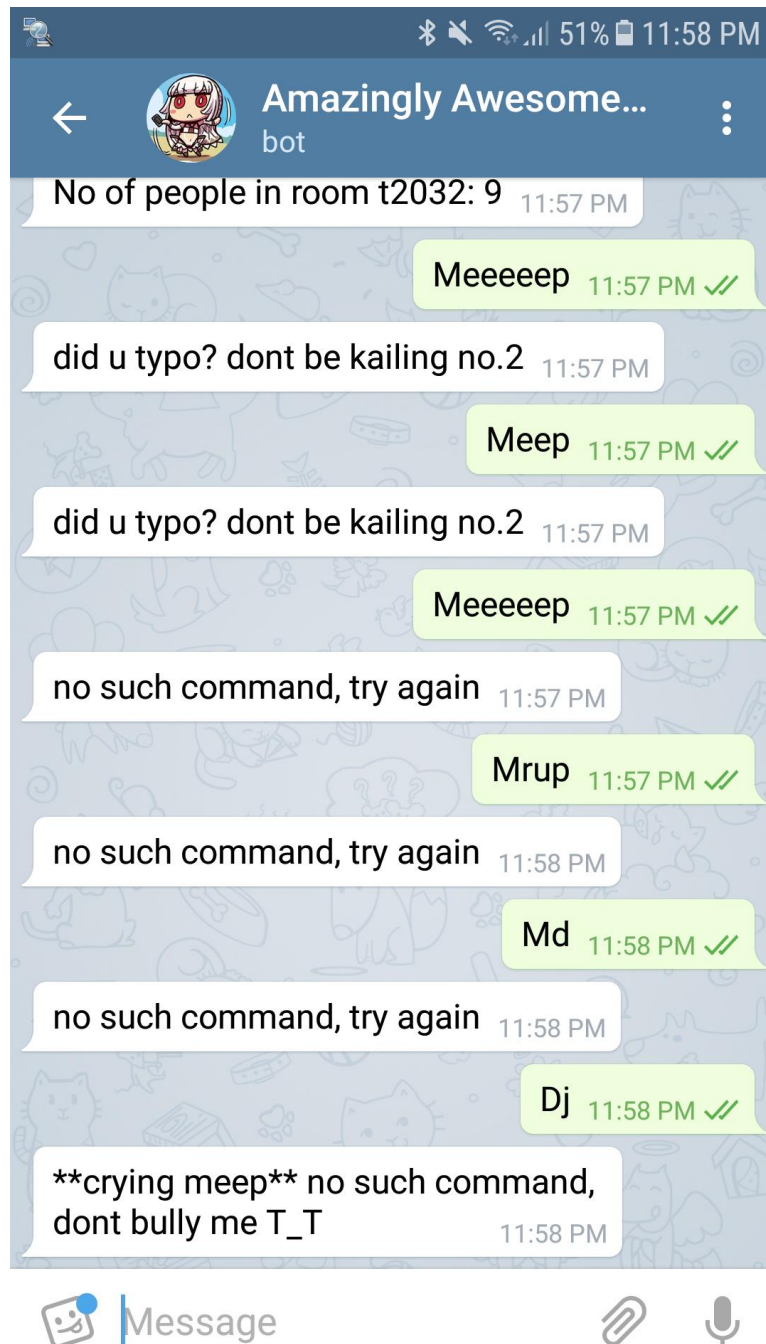 51% 11:58 PM
Amazingly Awesome...
bot
No of people in room t2032: 9 11:57 PM
Meeeeep 11:57 PM
did u typo? dont be kailing no.2 11:57 PM
Meep 11:57 PM
did u typo? dont be kailing no.2 11:57 PM
Meeeeep 11:57 PM
no such command, try again 11:57 PM
Mrup 11:57 PM
no such command, try again 11:58 PM
Md 11:58 PM
no such command, try again 11:58 PM
Dj 11:58 PM
**crying meep** no such command,
dont bully me T_T 11:58 PM
Message